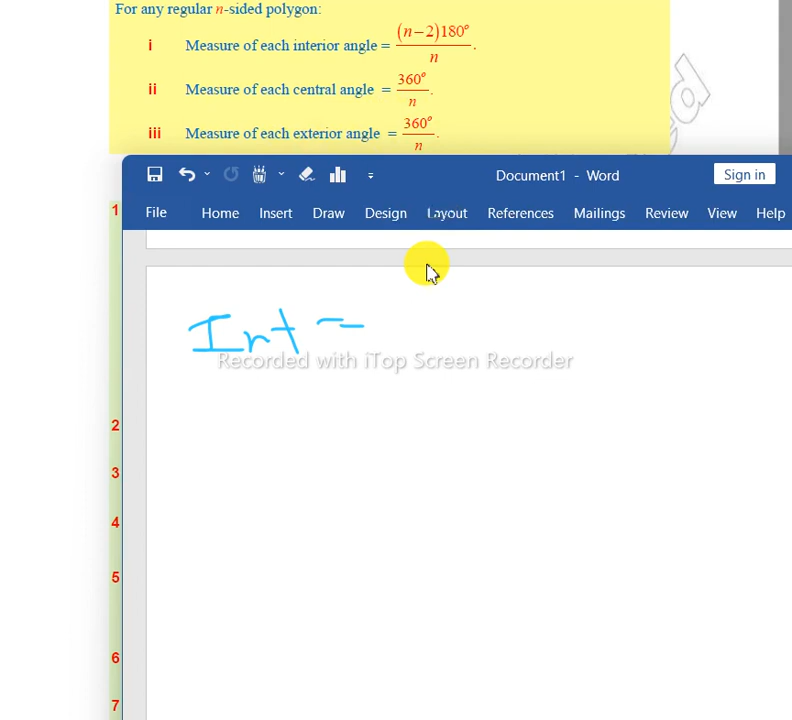 For any regular n-sided polygon:
i Measure of each interior angle = (n−2)180° / n.
ii Measure of each central angle = 360° / n.
iii Measure of each exterior angle = 360° / n.
Document1 - Word
Sign in
File Home Insert Draw Design Layout References Mailings Review View Help
1
Int =
Recorded with iTop Screen Recorder
2
3
4
5
6
7